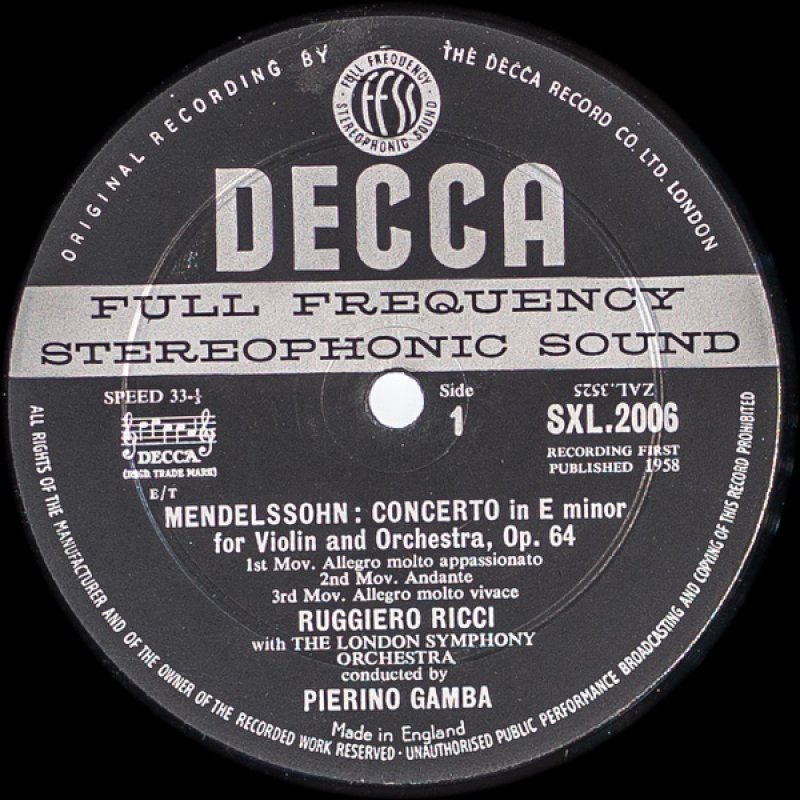 ORIGINAL RECORDING BY THE DECCA RECORD CO. LTD. LONDON
FULL FREQUENCY
FFSS
STEREOPHONIC SOUND
DECCA
FULL FREQUENCY
STEREOPHONIC SOUND
SPEED 33-⅓
DECCA
(REGD. TRADE MARK)
E/T
Side
1
ZAL.3525
SXL.2006
RECORDING FIRST
PUBLISHED 1958
MENDELSSOHN: CONCERTO in E minor
for Violin and Orchestra, Op. 64
1st Mov. Allegro molto appassionato
2nd Mov. Andante
3rd Mov. Allegro molto vivace
RUGGIERO RICCI
with THE LONDON SYMPHONY
ORCHESTRA
conducted by
PIERINO GAMBA
Made in England
ALL RIGHTS OF THE MANUFACTURER AND OF THE OWNER OF THE RECORDED WORK RESERVED · UNAUTHORISED PUBLIC PERFORMANCE BROADCASTING AND COPYING OF THIS RECORD PROHIBITED